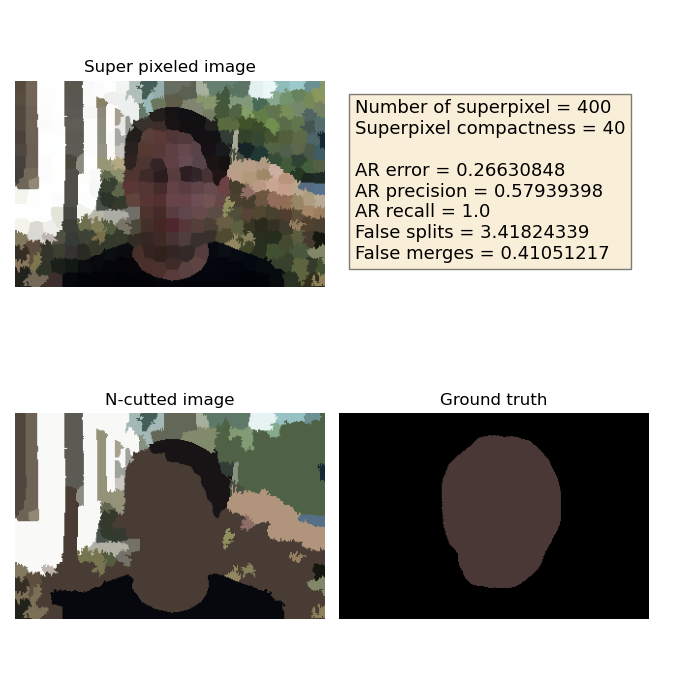 Super pixeled image
Number of superpixel = 400
Superpixel compactness = 40
AR error = 0.26630848
AR precision = 0.57939398
AR recall = 1.0
False splits = 3.41824339
False merges = 0.41051217
N-cutted image
Ground truth